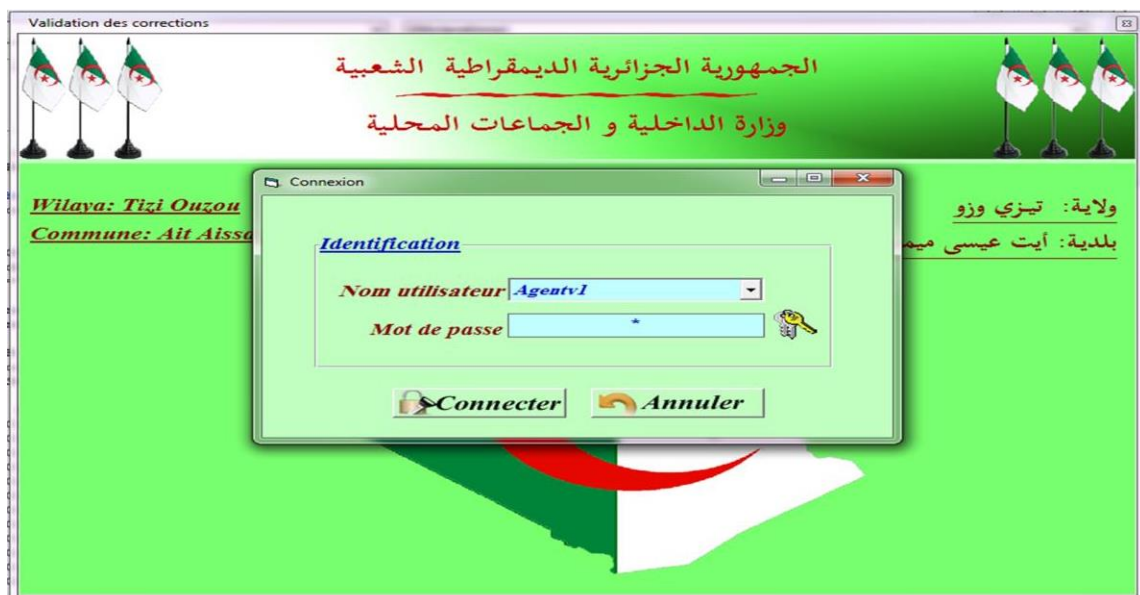 Validation des corrections
الجمهورية الجزائرية الديمقراطية الشعبية
وزارة الداخلية و الجماعات المحلية
Connexion
Wilaya: Tizi Ouzou
ولاية: تيزي وزو
Commune: Ait Aissa
بلدية: أيت عيسى
Identification
Nom utilisateur Agentv1
Mot de passe *
Connecter Annuler